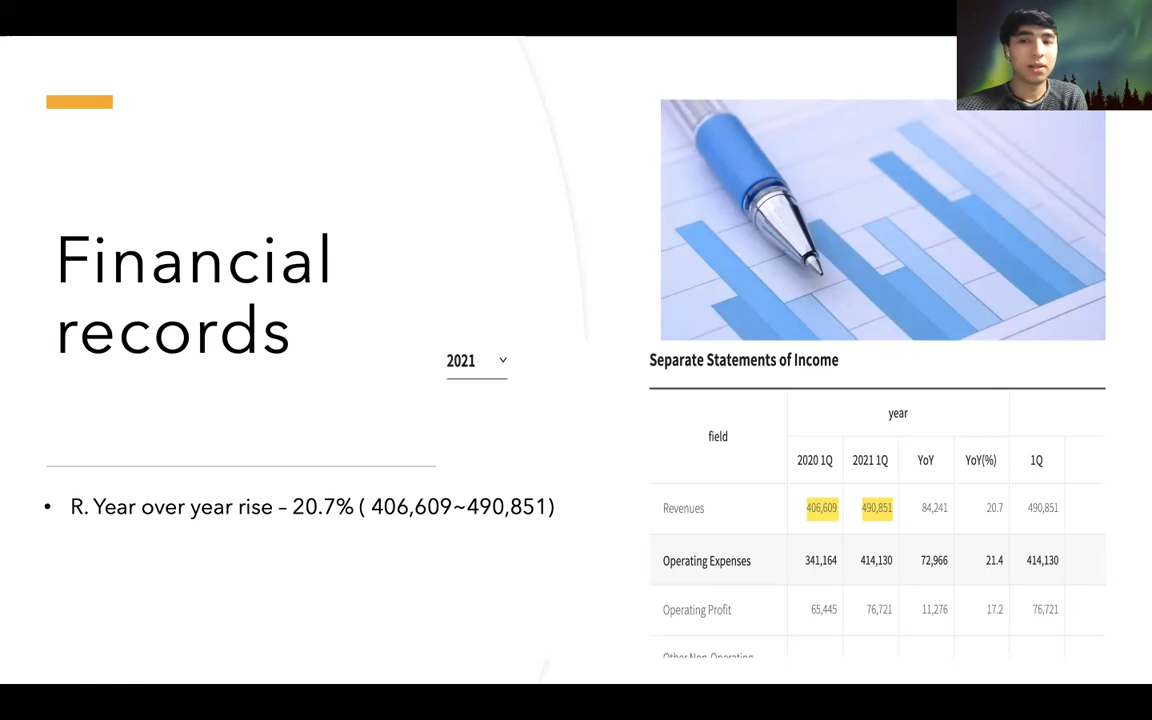 Financial
records
2021
• R. Year over year rise – 20.7% ( 406,609~490,851)
Separate Statements of Income
field year
2020 1Q 2021 1Q YoY YoY(%) 1Q
Revenues 406,609 490,851 84,241 20.7 490,851
Operating Expenses 341,164 414,130 72,966 21.4 414,130
Operating Profit 65,445 76,721 11,276 17.2 76,721
Other Non-Operating